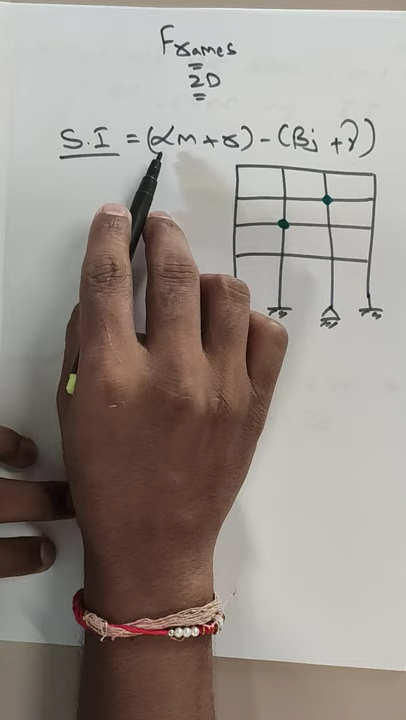 Frames
2D
S.I = (αm + r) - (βj + γ)